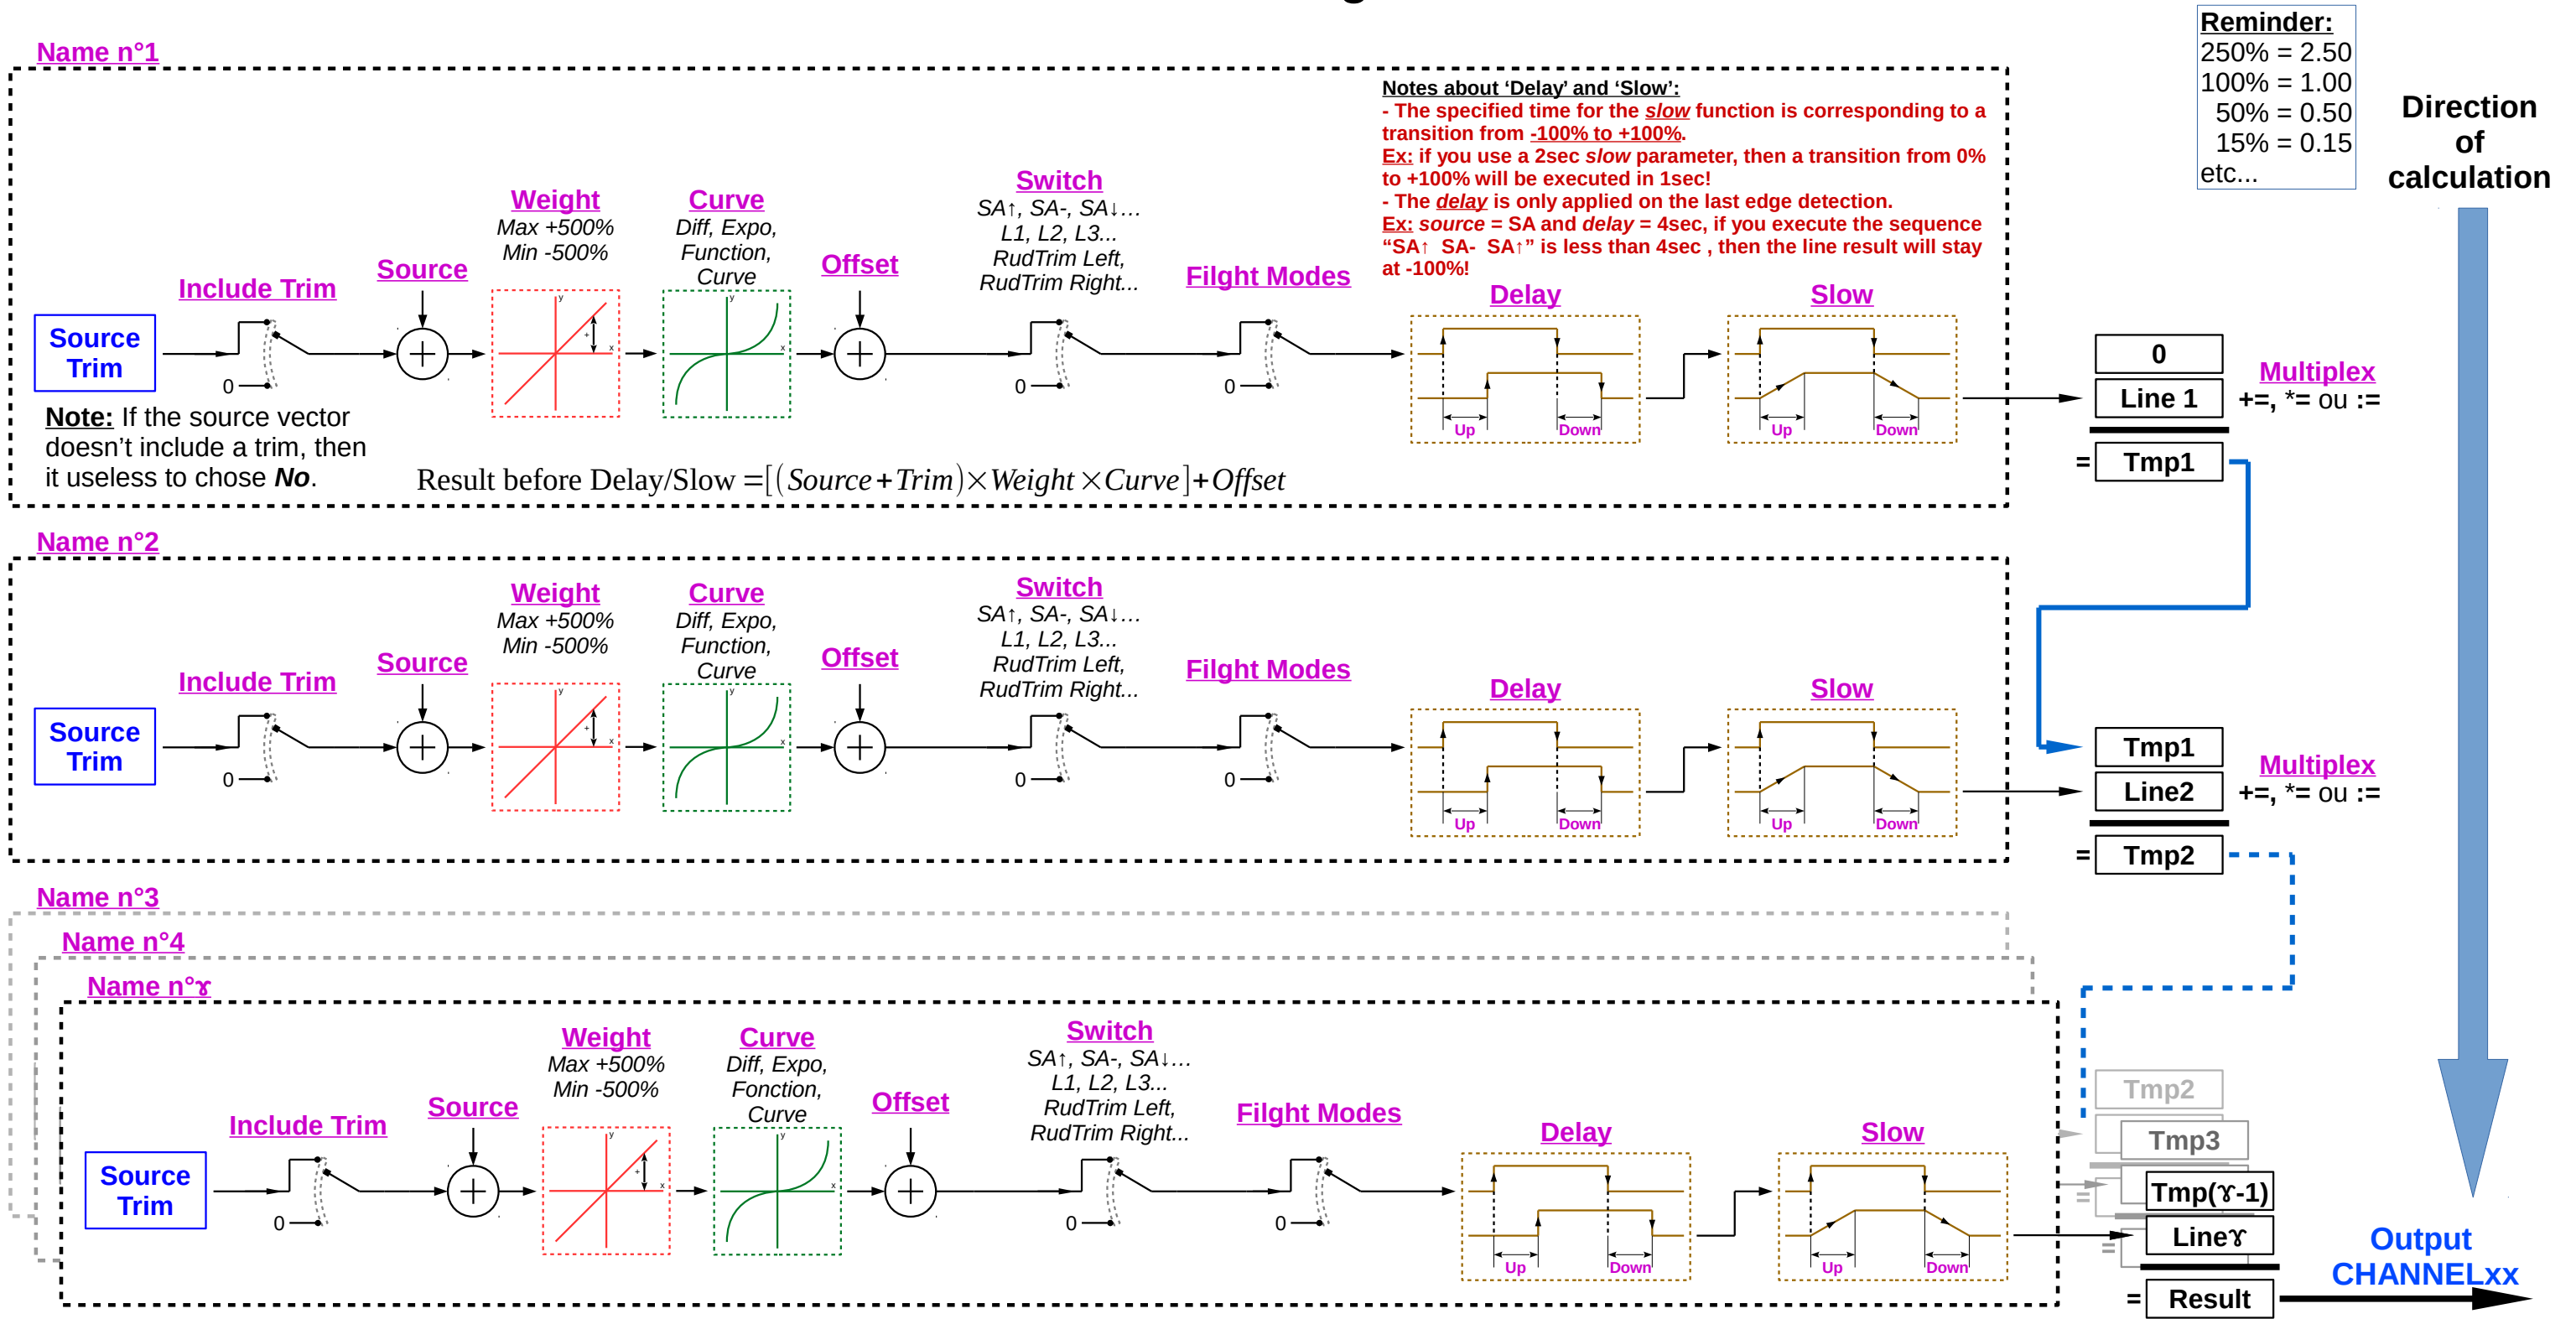 Reminder:
250% = 2.50
100% = 1.00
50% = 0.50
15% = 0.15
etc...
Direction
of
calculation
Name n°1
Notes about ‘Delay’ and ‘Slow’:
- The specified time for the slow function is corresponding to a
transition from -100% to +100%.
Ex: if you use a 2sec slow parameter, then a transition from 0%
to +100% will be executed in 1sec!
- The delay is only applied on the last edge detection.
Ex: source = SA and delay = 4sec, if you execute the sequence
“SA↑ SA- SA↑” is less than 4sec , then the line result will stay
at -100%!
Source
Trim
Include Trim
0
Source
Weight
Max +500%
Min -500%
y
x
+
Curve
Diff, Expo,
Function,
Curve
y
x
Offset
Switch
SA↑, SA-, SA↓...
L1, L2, L3...
RudTrim Left,
RudTrim Right...
0
Filght Modes
0
Delay
Up
Down
Slow
Up
Down
0
Line 1
= Tmp1
Multiplex
+=, *= ou :=
Note: If the source vector
doesn’t include a trim, then
it useless to chose No.
Result before Delay/Slow =[(Source+Trim)×Weight×Curve]+Offset
Name n°2
Source
Trim
Include Trim
0
Source
Weight
Max +500%
Min -500%
y
x
+
Curve
Diff, Expo,
Function,
Curve
y
x
Offset
Switch
SA↑, SA-, SA↓...
L1, L2, L3...
RudTrim Left,
RudTrim Right...
0
Filght Modes
0
Delay
Up
Down
Slow
Up
Down
Tmp1
Line2
= Tmp2
Multiplex
+=, *= ou :=
Name n°3
Name n°4
Name n°ɤ
Source
Trim
Include Trim
0
Source
Weight
Max +500%
Min -500%
y
x
+
Curve
Diff, Expo,
Fonction,
Curve
y
x
Offset
Switch
SA↑, SA-, SA↓...
L1, L2, L3...
RudTrim Left,
RudTrim Right...
0
Filght Modes
0
Delay
Up
Down
Slow
Up
Down
Tmp2
=
Tmp3
=
Tmp(ɤ-1)
Lineɤ
= Result
Output
CHANNELxx